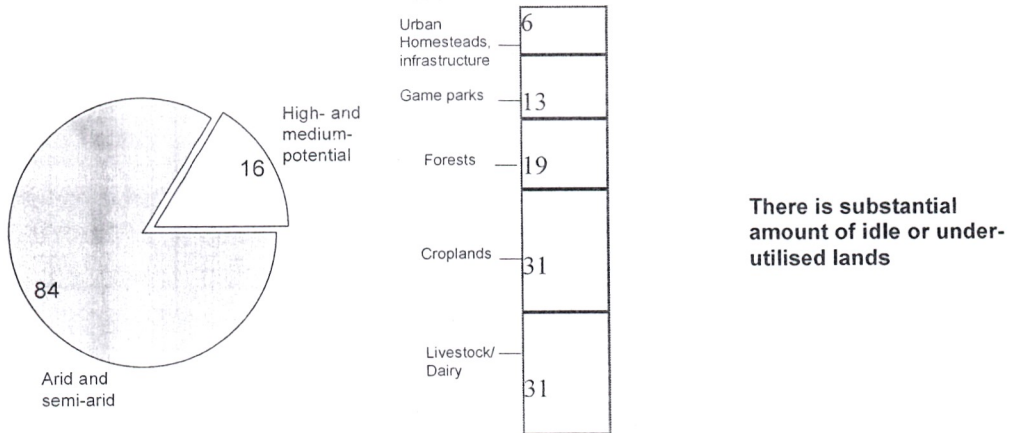 High- and
medium-
potential
16
84
Arid and
semi-arid
Urban
Homesteads,
infrastructure
6
Game parks
13
Forests
19
Croplands
31
Livestock/
Dairy
31
There is substantial
amount of idle or under-
utilised lands